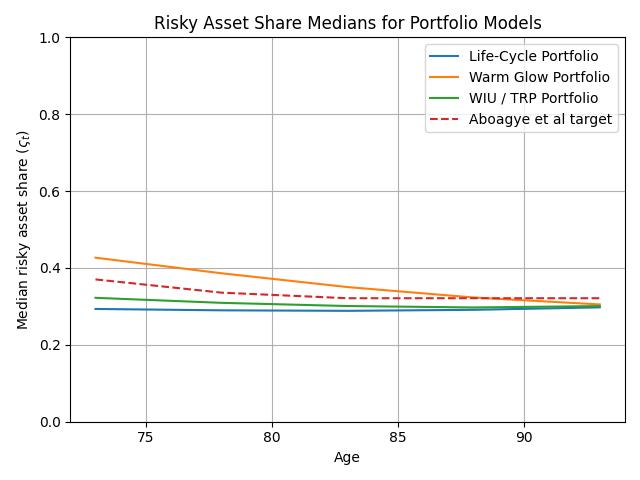 Risky Asset Share Medians for Portfolio Models
Life-Cycle Portfolio
Warm Glow Portfolio
WIU / TRP Portfolio
Aboagye et al target
Median risky asset share (ςt)
1.0
0.8
0.6
0.4
0.2
0.0
75
80
85
90
Age